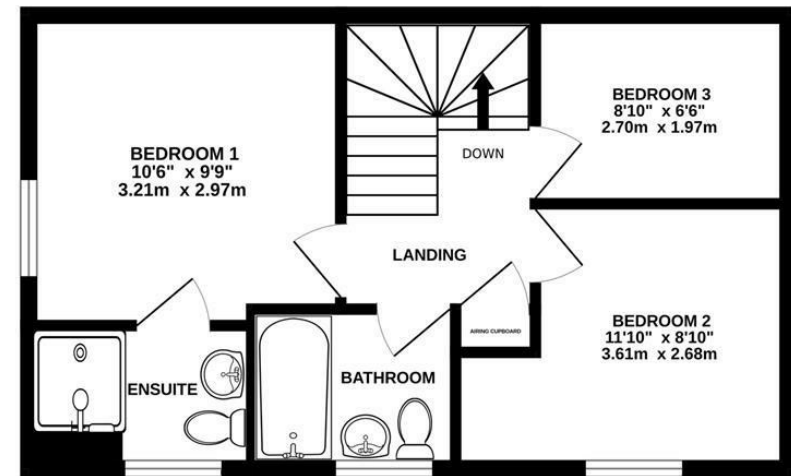 BEDROOM 1
10'6" x 9'9"
3.21m x 2.97m
BEDROOM 3
8'10" x 6'6"
2.70m x 1.97m
DOWN
LANDING
AIRING CUPBOARD
BEDROOM 2
11'10" x 8'10"
3.61m x 2.68m
ENSUITE
BATHROOM